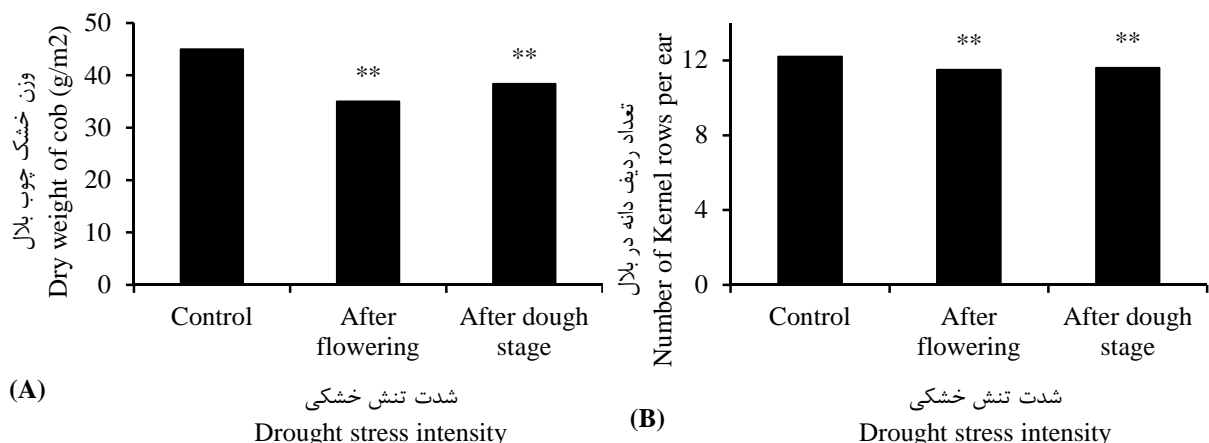 وزن خشک چوب بلال
Dry weight of cob (g/m2)
50
40
30
20
10
0
**
**
Control
After flowering
After dough stage
(A)
شدت تنش خشکی
Drought stress intensity
تعداد ردیف دانه در بلال
Number of Kernel rows per ear
12
8
4
0
**
**
Control
After
flowering
After dough
stage
(B)
شدت تنش خشکی
Drought stress intensity